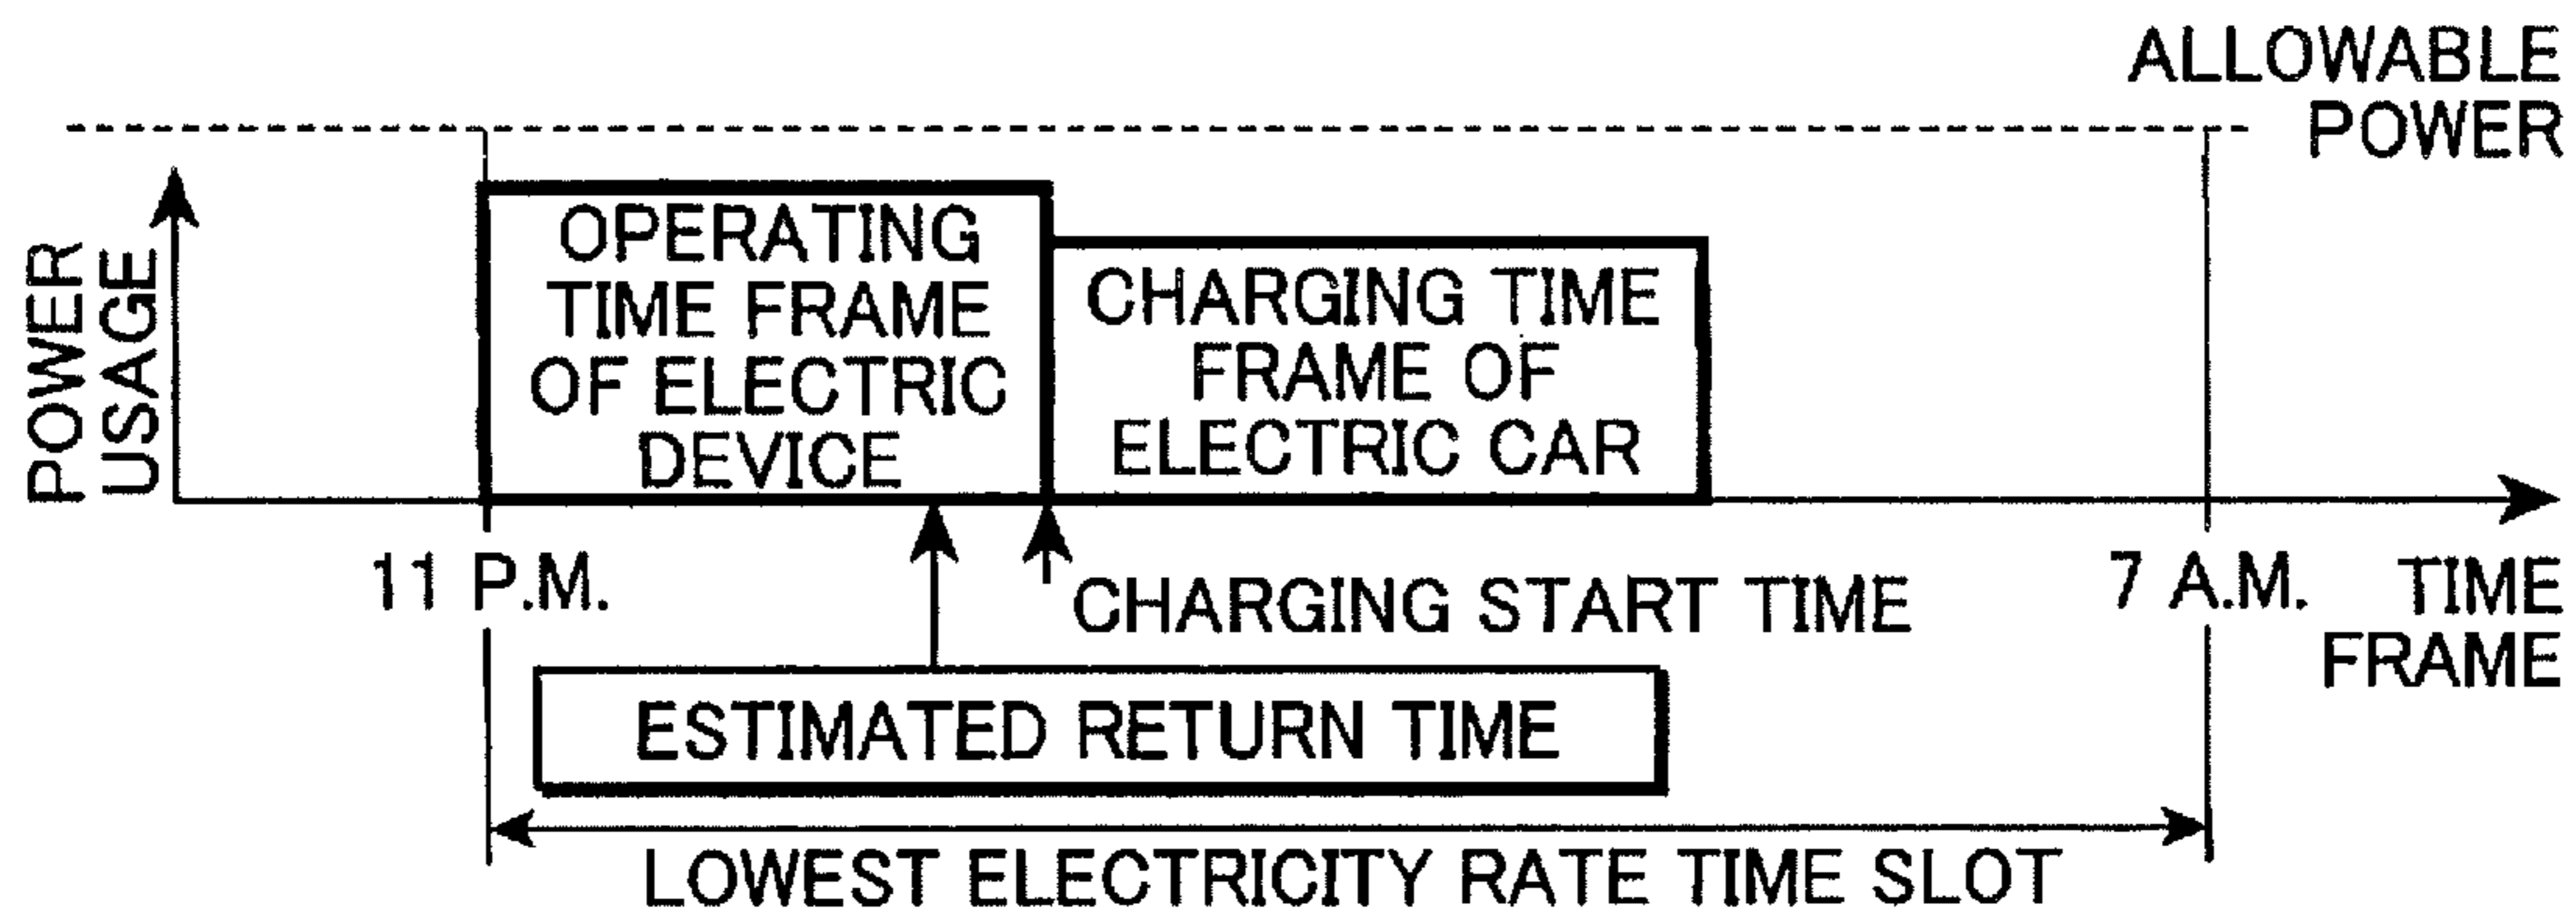 ALLOWABLE
POWER
POWER
USAGE
OPERATING
TIME FRAME
OF ELECTRIC
DEVICE
CHARGING TIME
FRAME OF
ELECTRIC CAR
11 P.M.
CHARGING START TIME
7 A.M.
TIME
FRAME
ESTIMATED RETURN TIME
LOWEST ELECTRICITY RATE TIME SLOT